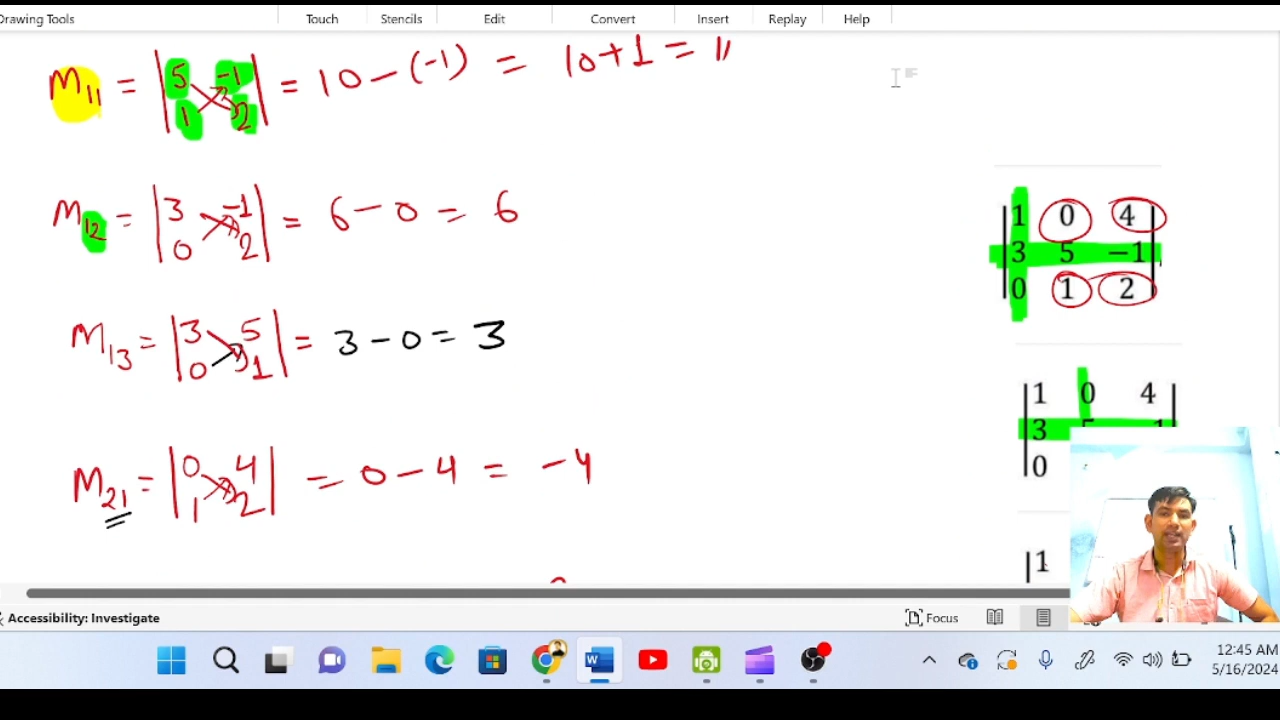 Drawing Tools Touch Stencils Edit Convert Insert Replay Help
M11 = |5 -1| = 10 - (-1) = 10 + 1 = 11
|1 2|
M12 = |3 -1| = 6 - 0 = 6
|0 2|
M13 = |3 5| = 3 - 0 = 3
|0 1|
M21 = |0 4| = 0 - 4 = -4
|1 2|
|1 0 4|
|3 5 −1|
|0 1 2|
|1 0 4|
|3
|0
|1
Accessibility: Investigate Focus
12:45 AM
5/16/2024